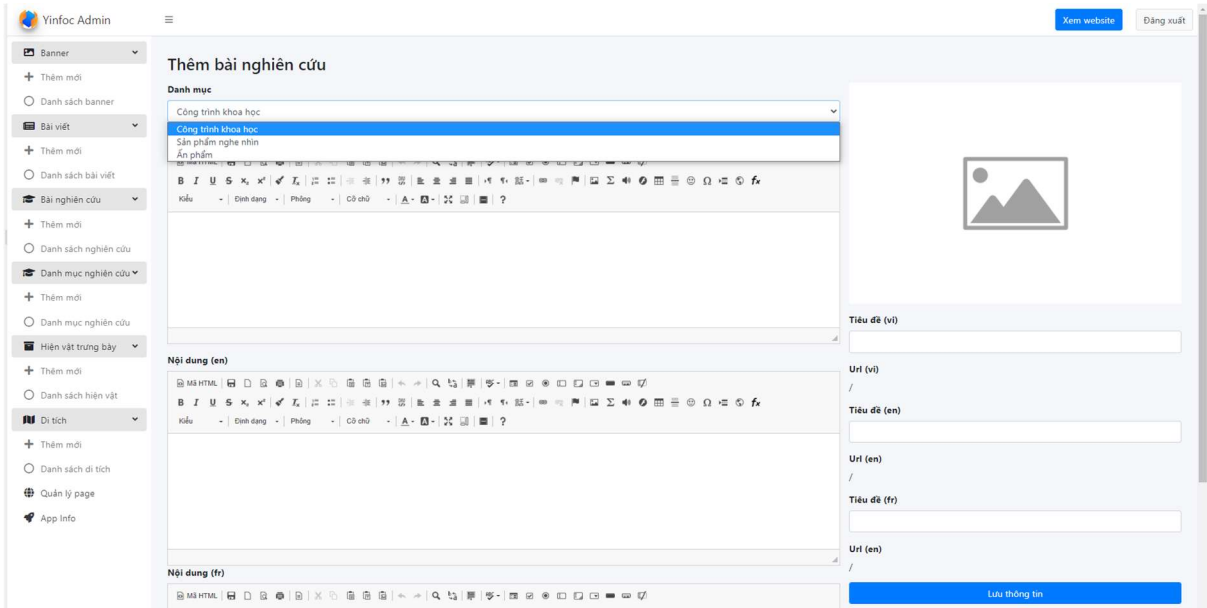 Yinfoc Admin
Xem website
Đăng xuất
Banner
Thêm mới
Danh sách banner
Bài viết
Thêm mới
Danh sách bài viết
Bài nghiên cứu
Thêm mới
Danh sách nghiên cứu
Danh mục nghiên cứu
Thêm mới
Danh mục nghiên cứu
Hiện vật trưng bày
Thêm mới
Danh sách hiện vật
Di tích
Thêm mới
Danh sách di tích
Quản lý page
App Info
Thêm bài nghiên cứu
Danh mục
Công trình khoa học
Công trình khoa học
Sản phẩm nghe nhìn
Ấn phẩm
Kiểu Định dạng Phông Cỡ chữ
Nội dung (en)
Mã HTML
Kiểu Định dạng Phông Cỡ chữ
Nội dung (fr)
Mã HTML
Tiêu đề (vi)
Url (vi)
/
Tiêu đề (en)
Url (en)
/
Tiêu đề (fr)
Url (en)
/
Lưu thông tin